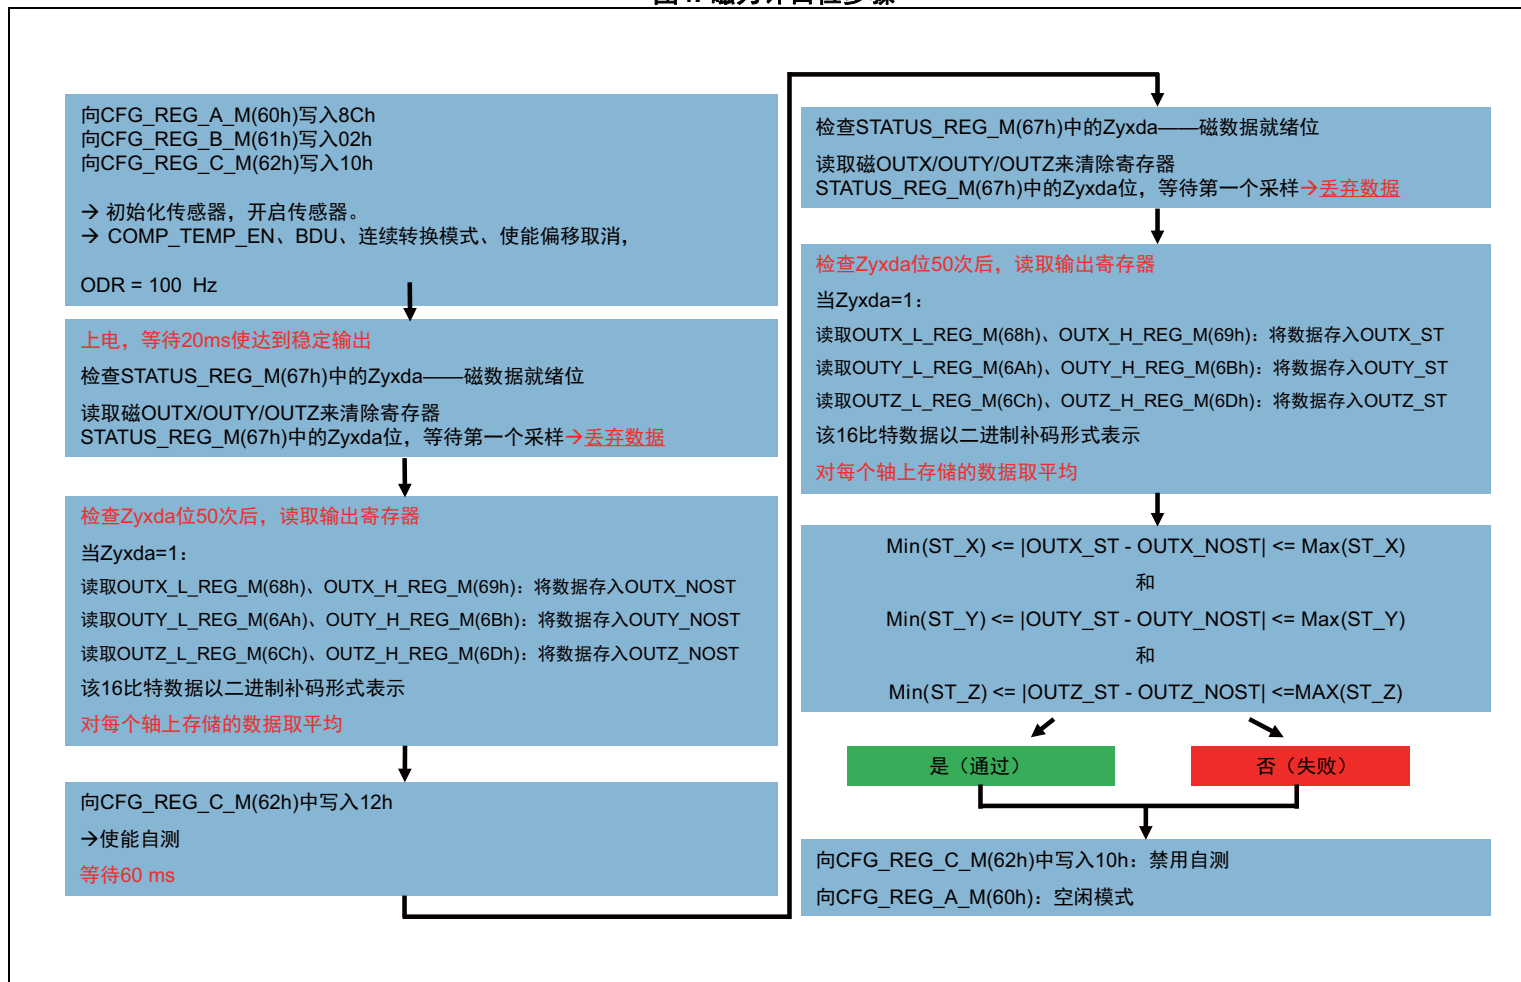 向CFG_REG_A_M(60h)写入8Ch
向CFG_REG_B_M(61h)写入02h
向CFG_REG_C_M(62h)写入10h
→ 初始化传感器，开启传感器。
→ COMP_TEMP_EN、BDU、连续转换模式、使能偏移取消，
ODR = 100 Hz
上电，等待20ms使达到稳定输出
检查STATUS_REG_M(67h)中的Zyxda——磁数据就绪位
读取磁OUTX/OUTY/OUTZ来清除寄存器
STATUS_REG_M(67h)中的Zyxda位，等待第一个采样→丢弃数据
检查Zyxda位50次后，读取输出寄存器
当Zyxda=1：
读取OUTX_L_REG_M(68h)、OUTX_H_REG_M(69h)：将数据存入OUTX_NOST
读取OUTY_L_REG_M(6Ah)、OUTY_H_REG_M(6Bh)：将数据存入OUTY_NOST
读取OUTZ_L_REG_M(6Ch)、OUTZ_H_REG_M(6Dh)：将数据存入OUTZ_NOST
该16比特数据以二进制补码形式表示
对每个轴上存储的数据取平均
向CFG_REG_C_M(62h)中写入12h
→使能自测
等待60 ms
检查STATUS_REG_M(67h)中的Zyxda——磁数据就绪位
读取磁OUTX/OUTY/OUTZ来清除寄存器
STATUS_REG_M(67h)中的Zyxda位，等待第一个采样→丢弃数据
检查Zyxda位50次后，读取输出寄存器
当Zyxda=1：
读取OUTX_L_REG_M(68h)、OUTX_H_REG_M(69h)：将数据存入OUTX_ST
读取OUTY_L_REG_M(6Ah)、OUTY_H_REG_M(6Bh)：将数据存入OUTY_ST
读取OUTZ_L_REG_M(6Ch)、OUTZ_H_REG_M(6Dh)：将数据存入OUTZ_ST
该16比特数据以二进制补码形式表示
对每个轴上存储的数据取平均
Min(ST_X) <= |OUTX_ST - OUTX_NOST| <= Max(ST_X)
和
Min(ST_Y) <= |OUTY_ST - OUTY_NOST| <= Max(ST_Y)
和
Min(ST_Z) <= |OUTZ_ST - OUTZ_NOST| <=MAX(ST_Z)
是（通过）
否（失败）
向CFG_REG_C_M(62h)中写入10h：禁用自测
向CFG_REG_A_M(60h)：空闲模式